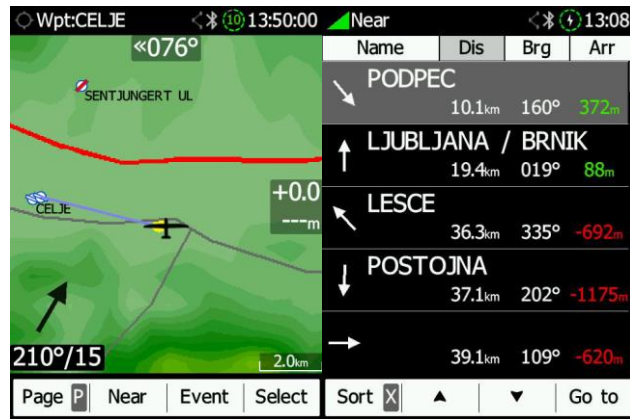 Wpt:CELJE 10 13:50:00
«076°
SENTJUNGERT UL
+0.0
---m
CELJE
210°/15
2.0km
Page P Near Event Select
Near 13:08
Name Dis Brg Arr
PODPEC
10.1km 160° 372m
LJUBLJANA / BRNIK
19.4km 019° 88m
LESCE
36.3km 335° -692m
POSTOJNA
37.1km 202° -1175m
39.1km 109° -620m
Sort X ▲ ▼ Go to